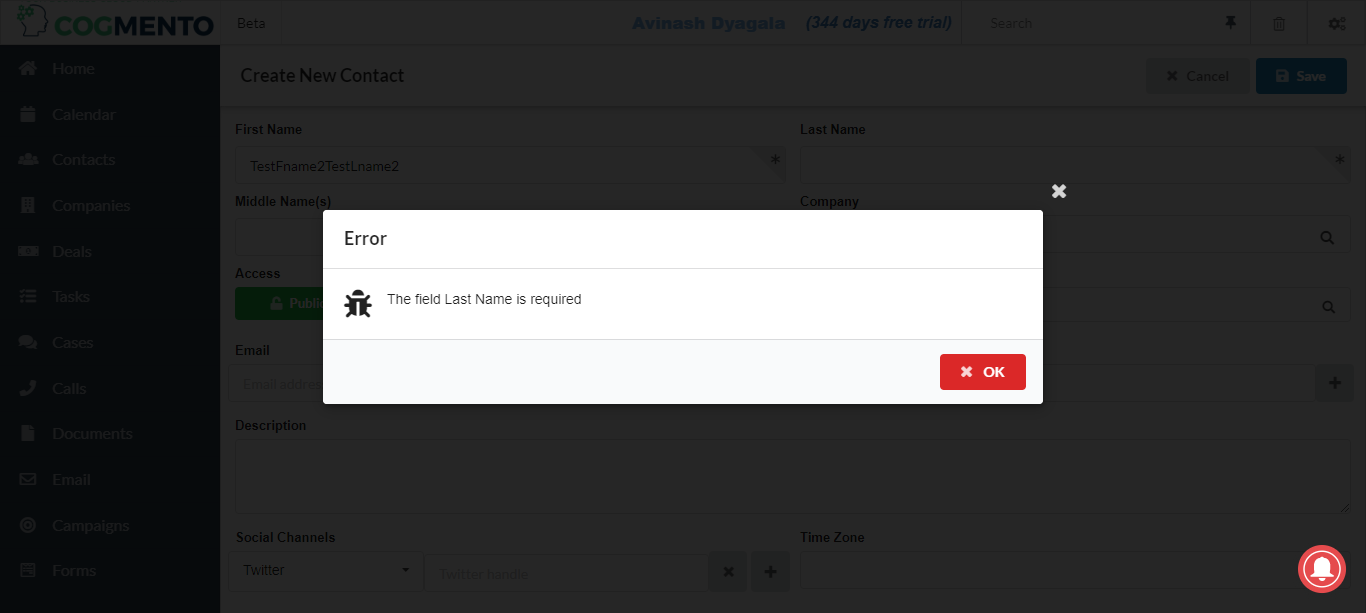 COGMENTO
Beta
Avinash Dyagala (344 days free trial)
Search
Home
Calendar
Contacts
Companies
Deals
Tasks
Cases
Calls
Documents
Email
Campaigns
Forms
Create New Contact
Cancel
Save
First Name
Last Name
TestFname2TestLname2
*
*
Middle Name(s)
Company
Access
Public
Error
The field Last Name is required
OK
Email
Email address
Description
Social Channels
Time Zone
Twitter
Twitter handle